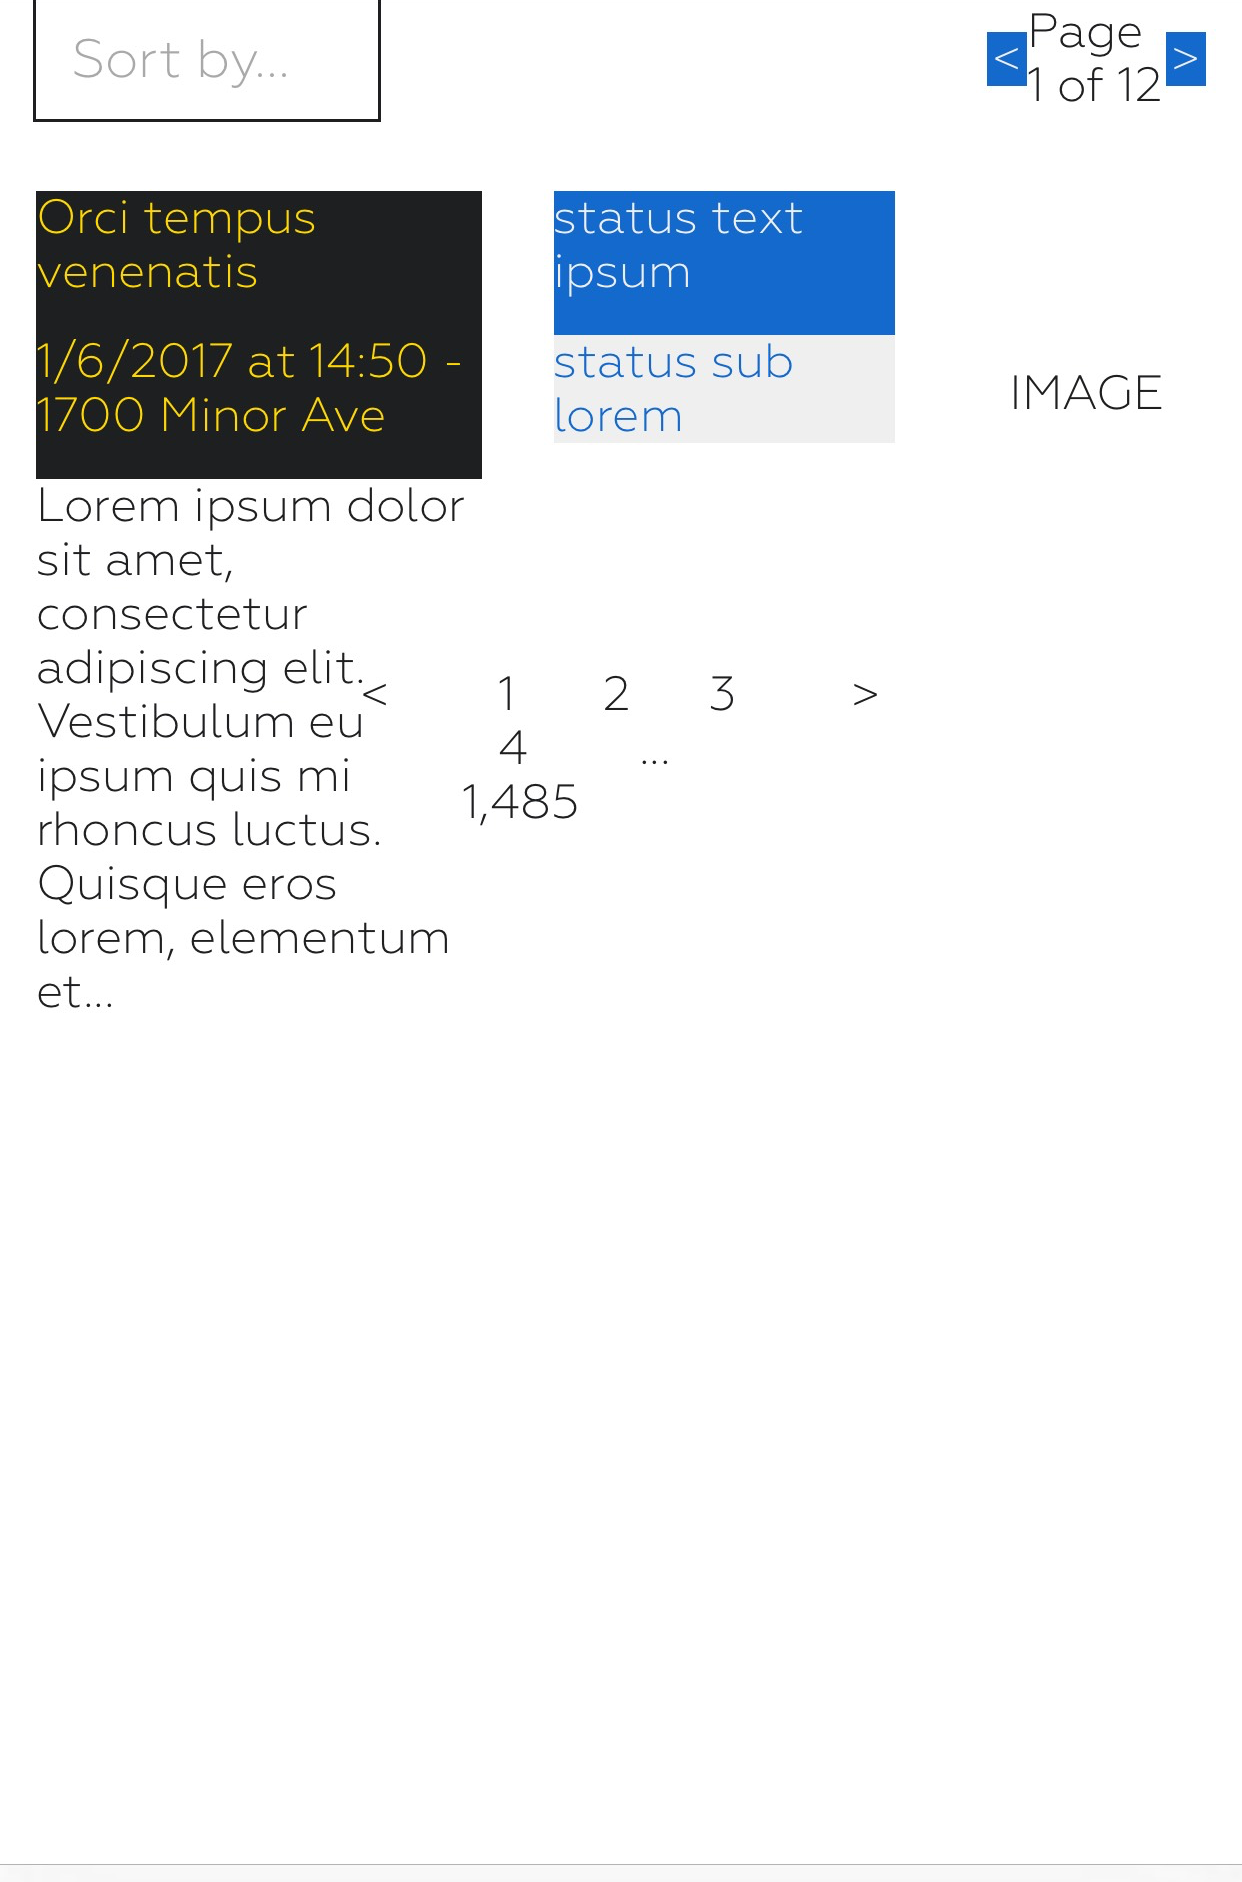 Sort by...
<
Page
1 of 12
>
Orci tempus
venenatis
1/6/2017 at 14:50 -
1700 Minor Ave
status text
ipsum
status sub
lorem
IMAGE
Lorem ipsum dolor
sit amet,
consectetur
adipiscing elit.
Vestibulum eu
ipsum quis mi
rhoncus luctus.
Quisque eros
lorem, elementum
et...
< 1 2 3 >
4 ...
1,485